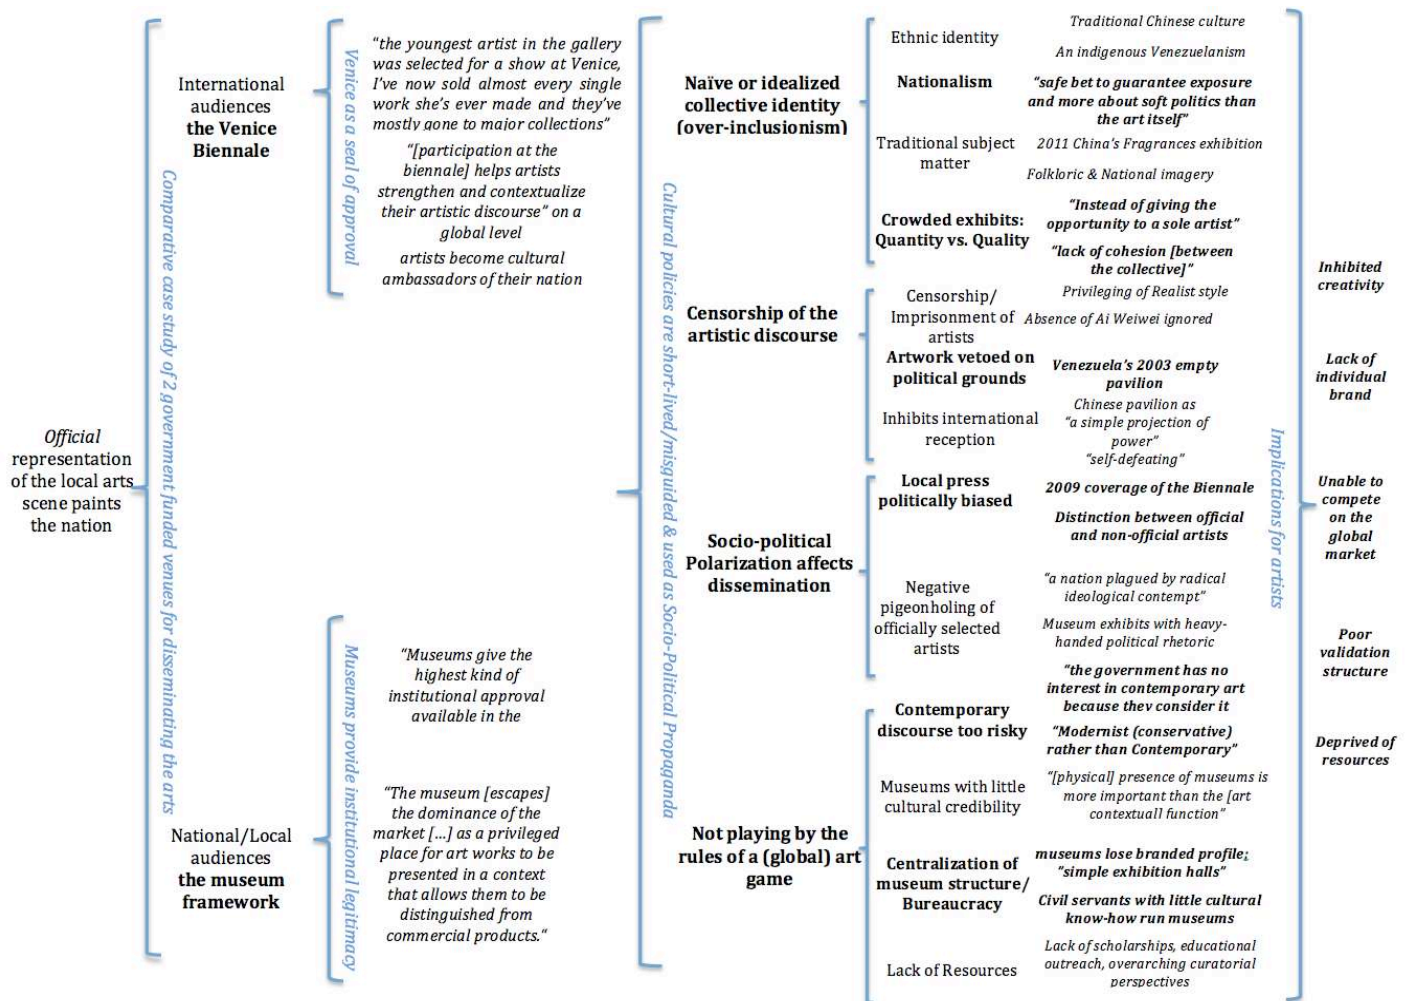 Official
representation
of the local arts
scene paints
the nation
Comparative case study of 2 government funded venues for disseminating the arts
International
audiences
the Venice
Biennale
Venice as a seal of approval
“the youngest artist in the gallery
was selected for a show at Venice,
I’ve now sold almost every single
work she’s ever made and they’ve
mostly gone to major collections”
“[participation at the
biennale] helps artists
strengthen and contextualize
their artistic discourse” on a
global level
artists become cultural
ambassadors of their nation
National/Local
audiences
the museum
framework
Museums provide institutional legitimacy
“Museums give the
highest kind of
institutional approval
available in the
“The museum [escapes]
the dominance of the
market [...] as a privileged
place for art works to be
presented in a context
that allows them to be
distinguished from
commercial products.“
Cultural policies are short-lived/misguided & used as Socio-Political Propaganda
Naïve or idealized
collective identity
(over-inclusionism)
Ethnic identity
Traditional Chinese culture
An indigenous Venezuelanism
Nationalism
“safe bet to guarantee exposure
and more about soft politics than
the art itself”
Traditional subject
matter
2011 China’s Fragrances exhibition
Folkloric & National imagery
Crowded exhibits:
Quantity vs. Quality
“Instead of giving the
opportunity to a sole artist”
“lack of cohesion [between
the collective]”
Censorship of the
artistic discourse
Censorship/
Imprisonment of
artists
Privileging of Realist style
Absence of Ai Weiwei ignored
Artwork vetoed on
political grounds
Venezuela’s 2003 empty
pavilion
Inhibits international
reception
Chinese pavilion as
“a simple projection of
power”
“self-defeating”
Socio-political
Polarization affects
dissemination
Local press
politically biased
2009 coverage of the Biennale
Distinction between official
and non-official artists
Negative
pigeonholing of
officially selected
artists
“a nation plagued by radical
ideological contempt”
Museum exhibits with heavy-
handed political rhetoric
Not playing by the
rules of a (global) art
game
Contemporary
discourse too risky
“the government has no
interest in contemporary art
because they consider it
“Modernist (conservative)
rather than Contemporary”
Museums with little
cultural credibility
“[physical] presence of museums is
more important than the [art
contextual] function”
Centralization of
museum structure/
Bureaucracy
museums lose branded profile;
“simple exhibition halls”
Civil servants with little cultural
know-how run museums
Lack of Resources
Lack of scholarships, educational
outreach, overarching curatorial
perspectives
Implications for artists
Inhibited
creativity
Lack of
individual
brand
Unable to
compete
on the
global
market
Poor
validation
structure
Deprived of
resources